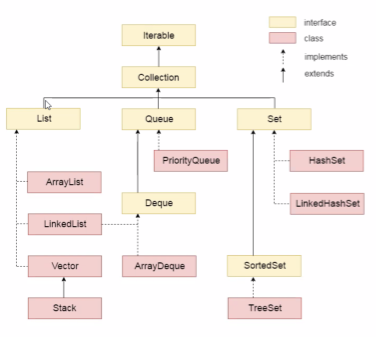 interface
class
implements
extends
Iterable
Collection
List
Queue
Set
PriorityQueue
HashSet
ArrayList
Deque
LinkedHashSet
LinkedList
Vector
ArrayDeque
SortedSet
Stack
TreeSet